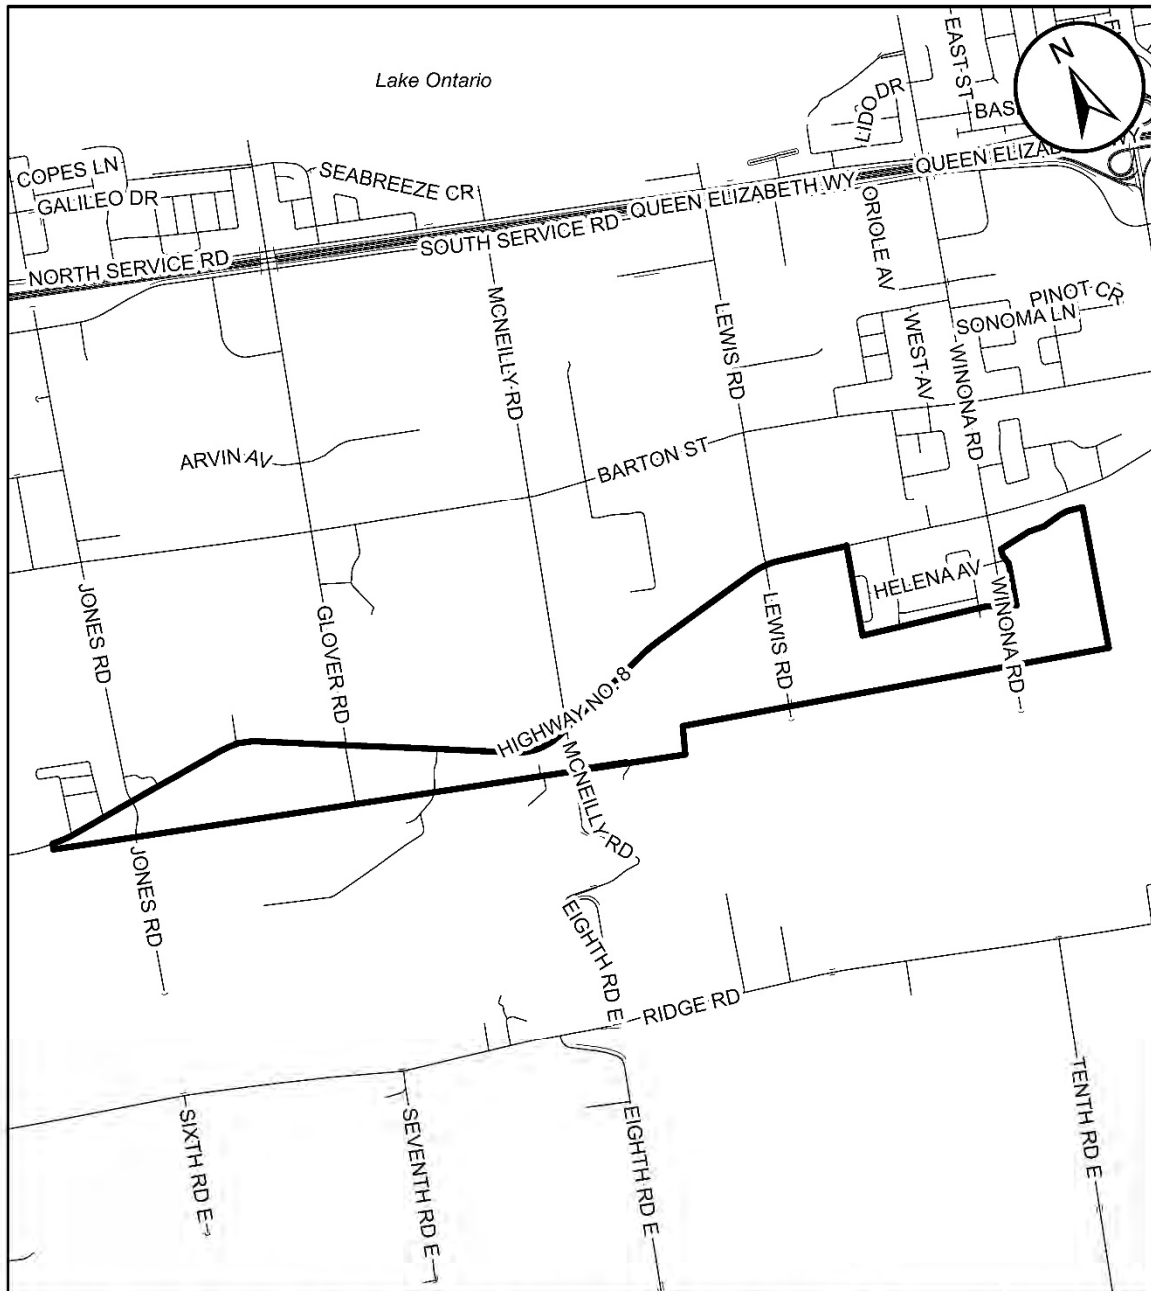 Lake Ontario
EAST ST
N
LIDO DR
BAS
COPES LN
GALILEO DR
SEABREEZE CR
QUEEN ELIZABETH WY
QUEEN ELIZAB WY
ORIOLE AV
NORTH SERVICE RD
SOUTH SERVICE RD
MCNEILLY RD
LEWIS RD
PINOT CR
SONOMA LN
WEST AV
WINONA RD
ARVIN AV
BARTON ST
JONES RD
GLOVER RD
LEWIS RD
HELENA AV
WINONA RD
HIGHWAY NO. 8
MCNEILLY RD
JONES RD
EIGHTH RD E
RIDGE RD
SIXTH RD E
SEVENTH RD E
EIGHTH RD E
TENTH RD E